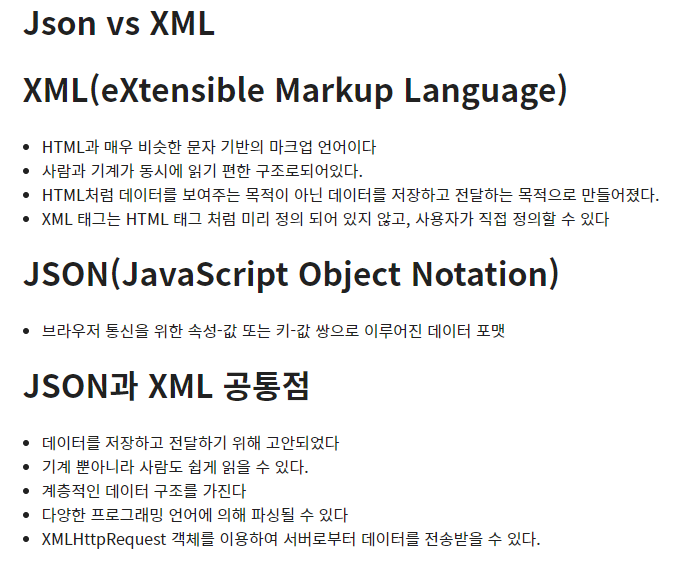 Json vs XML
XML(eXtensible Markup Language)
HTML과 매우 비슷한 문자 기반의 마크업 언어이다
사람과 기계가 동시에 읽기 편한 구조로되어있다.
HTML처럼 데이터를 보여주는 목적이 아닌 데이터를 저장하고 전달하는 목적으로 만들어졌다.
XML 태그는 HTML 태그 처럼 미리 정의 되어 있지 않고, 사용자가 직접 정의할 수 있다
JSON(JavaScript Object Notation)
브라우저 통신을 위한 속성-값 또는 키-값 쌍으로 이루어진 데이터 포맷
JSON과 XML 공통점
데이터를 저장하고 전달하기 위해 고안되었다
기계 뿐아니라 사람도 쉽게 읽을 수 있다.
계층적인 데이터 구조를 가진다
다양한 프로그래밍 언어에 의해 파싱될 수 있다
XMLHttpRequest 객체를 이용하여 서버로부터 데이터를 전송받을 수 있다.